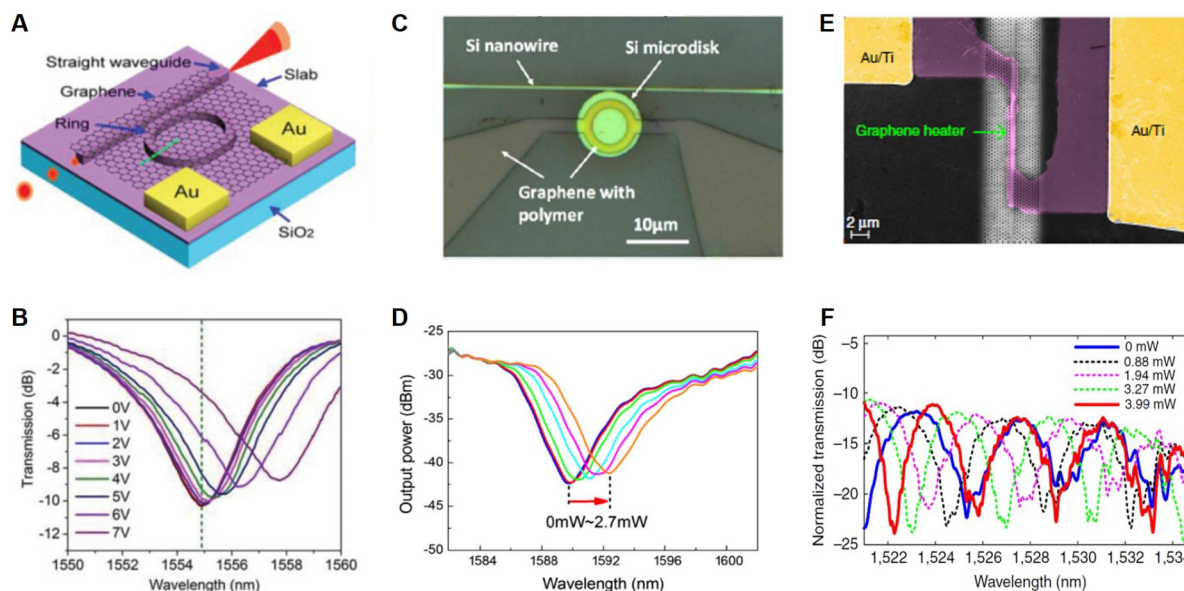 A
Straight waveguide
Slab
Graphene
Ring
Au
Au
SiO₂
B
Transmission (dB)
0
-2
-4
-6
-8
-10
-12
0V
1V
2V
3V
4V
5V
6V
7V
1550
1552
1554
1556
1558
1560
Wavelength (nm)
C
Si nanowire
Si microdisk
Graphene with
polymer
10μm
D
Output power (dBm)
-25
-30
-35
-40
-45
-50
0mW~2.7mW
1584
1588
1592
1596
1600
Wavelength (nm)
E
Au/Ti
Graphene heater
Au/Ti
2 μm
F
Normalized transmission (dB)
−5
−10
−15
−20
−25
0 mW
0.88 mW
1.94 mW
3.27 mW
3.99 mW
1,522
1,524
1,526
1,528
1,530
1,532
1,534
Wavelength (nm)